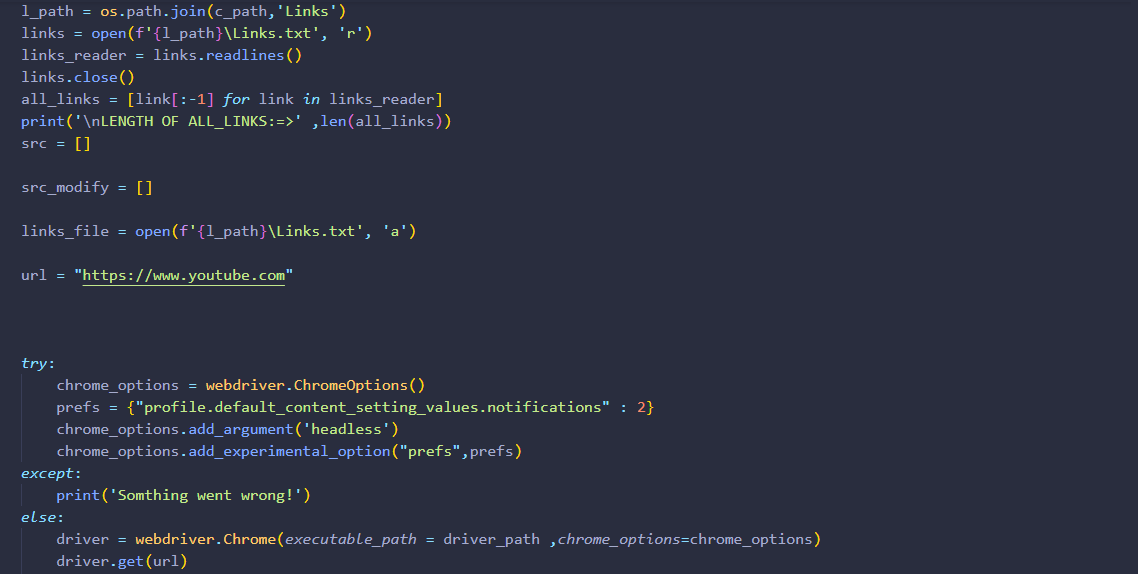 l_path = os.path.join(c_path,'Links')
links = open(f'{l_path}\Links.txt', 'r')
links_reader = links.readlines()
links.close()
all_links = [link[:-1] for link in links_reader]
print('\nLENGTH OF ALL_LINKS:=>' ,len(all_links))
src = []
src_modify = []
links_file = open(f'{l_path}\Links.txt', 'a')
url = "https://www.youtube.com"
try:
    chrome_options = webdriver.ChromeOptions()
    prefs = {"profile.default_content_setting_values.notifications" : 2}
    chrome_options.add_argument('headless')
    chrome_options.add_experimental_option("prefs",prefs)
except:
    print('Somthing went wrong!')
else:
    driver = webdriver.Chrome(executable_path = driver_path ,chrome_options=chrome_options)
    driver.get(url)